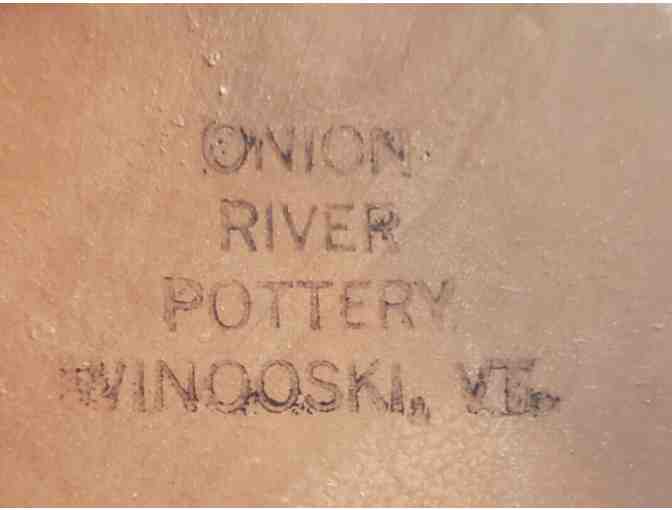 ONION
RIVER
POTTERY
WINOOSKI, VT.